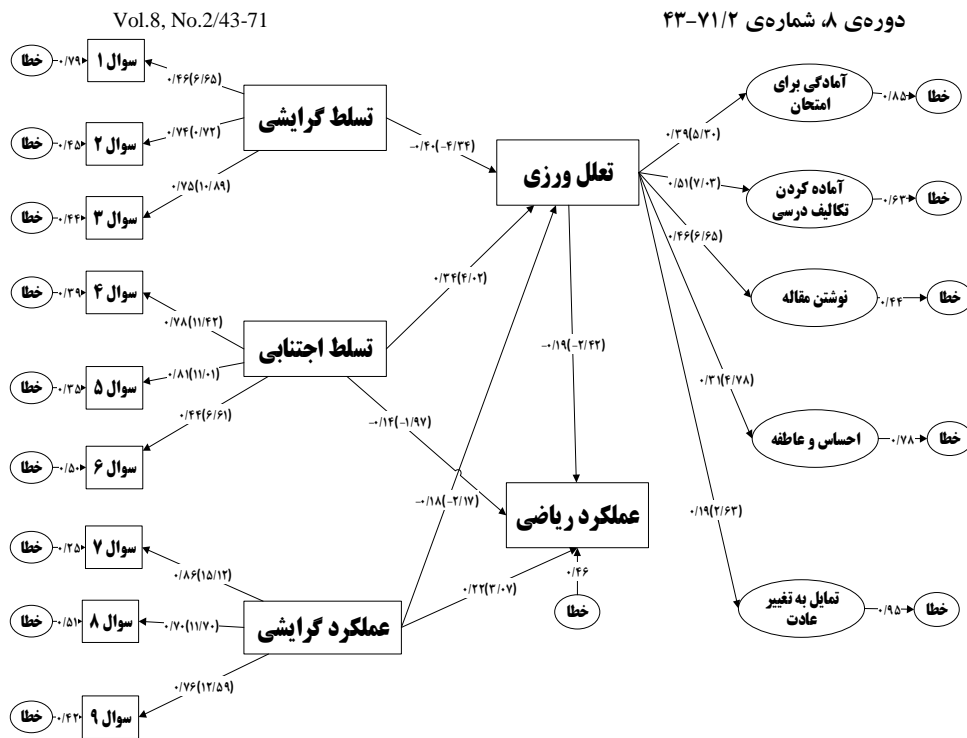 Vol.8, No.2/43-71
دوره‌ی ۸، شماره‌ی ۴۳-۷۱/۲
خطا
۰/۷۹
سوال ۱
۰/۴۶(۶/۶۵)
خطا
۰/۴۵
سوال ۲
۰/۷۴(۰/۷۲)
خطا
۰/۴۴
سوال ۳
۰/۷۵(۱۰/۸۹)
تسلط گرایشی
-۰/۴۰(-۴/۳۴)
خطا
۰/۳۹
سوال ۴
۰/۷۸(۱۱/۴۲)
خطا
۰/۳۵
سوال ۵
۰/۸۱(۱۱/۰۱)
خطا
۰/۵۰
سوال ۶
۰/۴۴(۶/۶۱)
تسلط اجتنابی
۰/۳۴(۴/۰۲)
-۰/۱۴(-۱/۹۷)
خطا
۰/۲۵
سوال ۷
۰/۸۶(۱۵/۱۲)
خطا
۰/۵۱
سوال ۸
۰/۷۰(۱۱/۷۰)
خطا
۰/۴۲
سوال ۹
۰/۷۶(۱۲/۵۹)
عملکرد گرایشی
-۰/۱۸(-۲/۱۷)
۰/۲۲(۳/۰۷)
تعلل ورزی
-۰/۱۹(-۲/۴۲)
عملکرد ریاضی
۰/۴۶
خطا
۰/۳۹(۵/۳۰)
آمادگی برای
امتحان
۰/۸۵
خطا
۰/۵۱(۷/۰۳)
آماده کردن
تکالیف درسی
۰/۶۳
خطا
۰/۴۶(۶/۶۵)
نوشتن مقاله
۰/۴۴
خطا
۰/۳۱(۴/۷۸)
احساس و عاطفه
۰/۷۸
خطا
۰/۱۹(۲/۶۳)
تمایل به تغییر
عادت
۰/۹۵
خطا